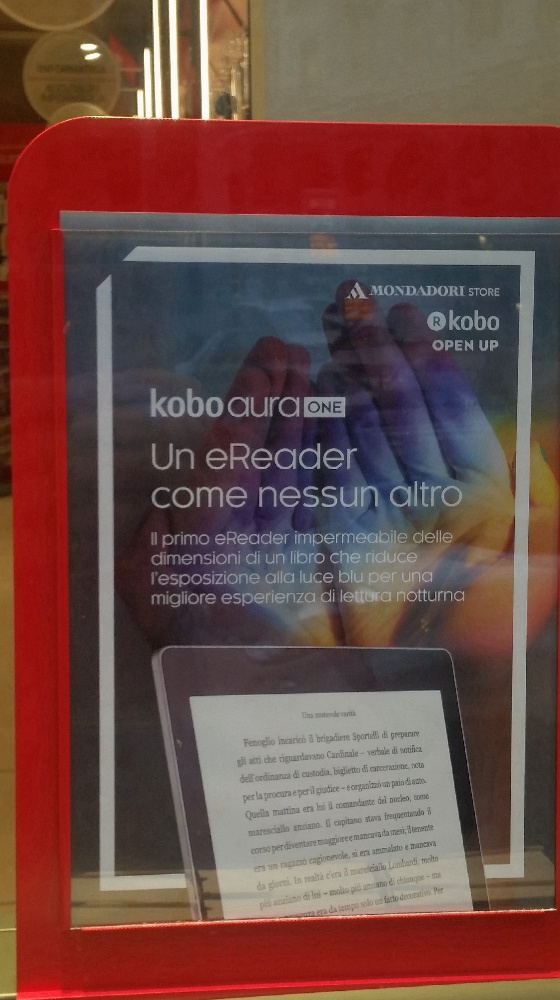 MONDADORI STORE
R kobo
OPEN UP
kobo aura ONE
Un eReader
come nessun altro
Il primo eReader impermeabile delle
dimensioni di un libro che riduce
l'esposizione alla luce blu per una
migliore esperienza di lettura notturna
Una mutevole verità
Fenoglio incaricò il brigadiere Sportelli di preparare
gli atti che riguardavano Cardinale – verbale di notifica
dell'ordinanza di custodia, biglietto di carcerazione, nota
per la procura e per il giudice – e organizzò un paio di auto.
Quella mattina era lui il comandante del nucleo, come
maresciallo anziano. Il capitano stava frequentando il
corso per diventare maggiore e mancava da mesi; il tenente
era un ragazzo cagionevole, si era ammalato e mancava
da giorni. In realtà c'era il maresciallo Lombardi, molto
più anziano di lui – molto più anziano di chiunque – ma
era da tempo solo un fatto decorativo. Per